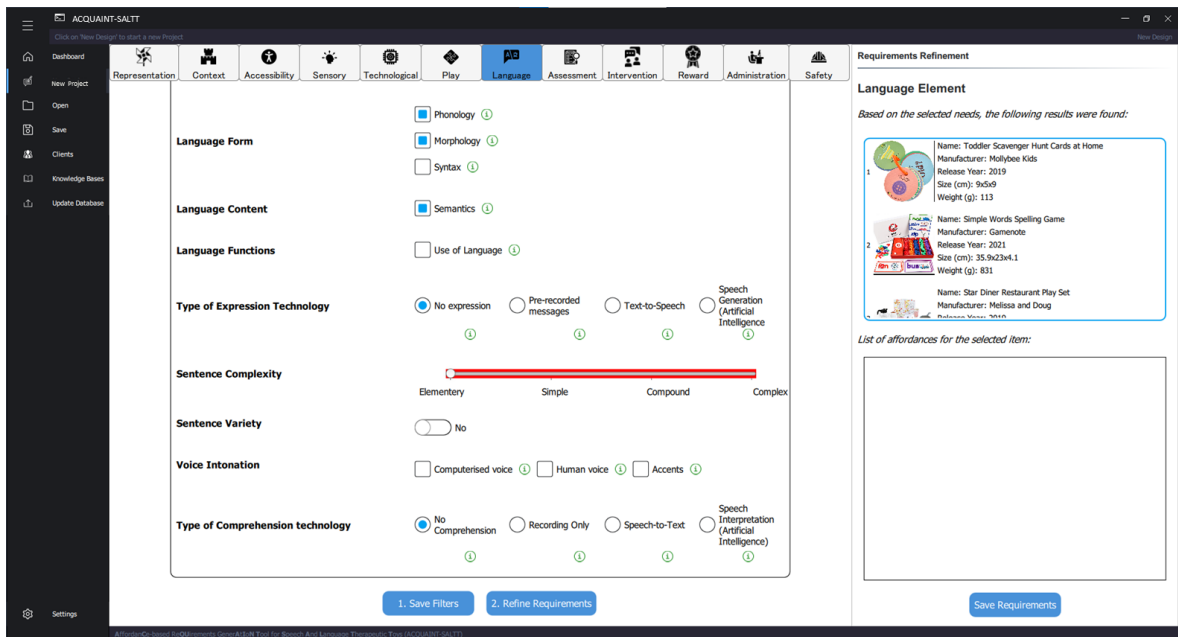 ACQUAINT-SALTT
Click on 'New Design' to start a new Project
New Design
Dashboard
New Project
Open
Save
Clients
Knowledge Bases
Update Database
Settings
Representation
Context
Accessibility
Sensory
Technological
Play
Language
Assessment
Intervention
Reward
Administration
Safety
Language Form
Phonology
Morphology
Syntax
Language Content
Semantics
Language Functions
Use of Language
Type of Expression Technology
No expression
Pre-recorded
messages
Text-to-Speech
Speech
Generation
(Artificial
Intelligence
Sentence Complexity
Elementery
Simple
Compound
Complex
Sentence Variety
No
Voice Intonation
Computerised voice
Human voice
Accents
Type of Comprehension technology
No
Comprehension
Recording Only
Speech-to-Text
Speech
Interpretation
(Artificial
Intelligence)
1. Save Filters
2. Refine Requirements
Requirements Refinement
Language Element
Based on the selected needs, the following results were found:
1
Name: Toddler Scavenger Hunt Cards at Home
Manufacturer: Mollybee Kids
Release Year: 2019
Size (cm): 9x5x9
Weight (g): 113
2
Name: Simple Words Spelling Game
Manufacturer: Gamenote
Release Year: 2021
Size (cm): 35.9x23x4.1
Weight (g): 831
Name: Star Diner Restaurant Play Set
Manufacturer: Melissa and Doug
Release Year: 2019
List of affordances for the selected item:
Save Requirements
AffordanCe-based ReQUirements GenerAtIoN Tool for Speech And Language Therapeutic Toys (ACQUAINT-SALTT)